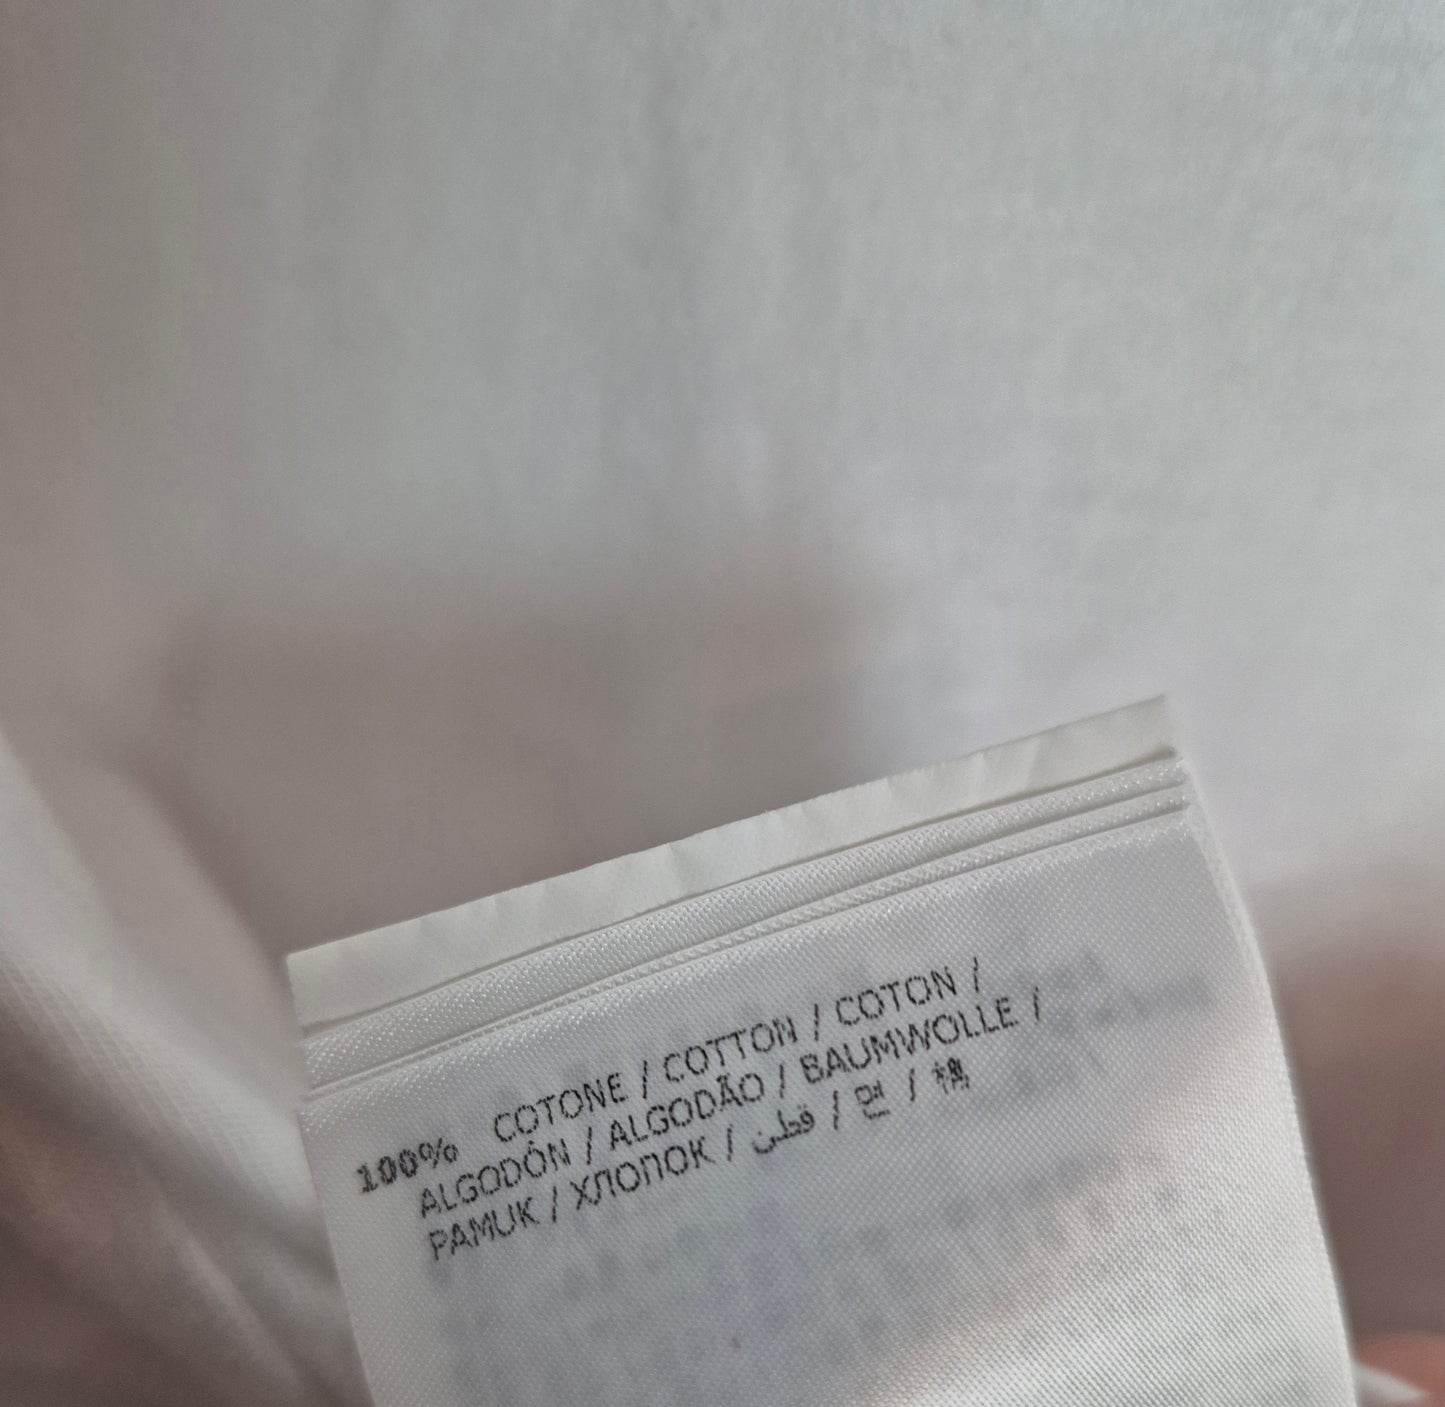 100% COTONE / COTTON / COTON /
ALGODÓN / ALGODÃO / BAUMWOLLE /
PAMUK / ХЛОПОК / قطن / 면 / 棉